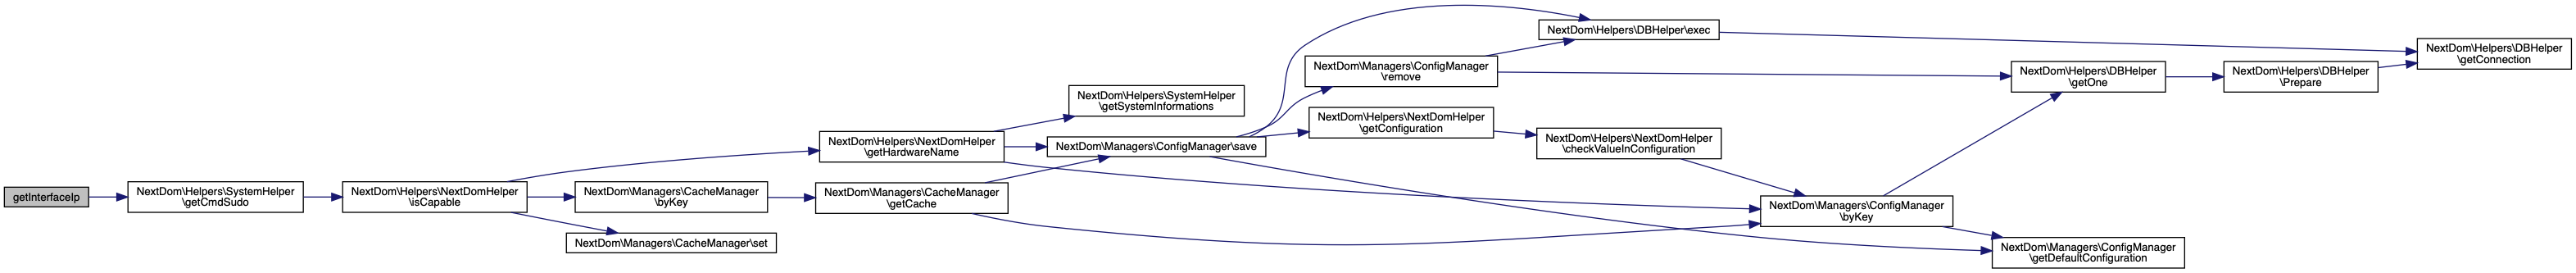 getInterfaceIp
NextDom\Helpers\SystemHelper
\getCmdSudo
NextDom\Helpers\NextDomHelper
\isCapable
NextDom\Helpers\NextDomHelper
\getHardwareName
NextDom\Managers\CacheManager
\byKey
NextDom\Managers\CacheManager\set
NextDom\Helpers\SystemHelper
\getSystemInformations
NextDom\Managers\ConfigManager\save
NextDom\Managers\CacheManager
\getCache
NextDom\Helpers\DBHelper\exec
NextDom\Managers\ConfigManager
\remove
NextDom\Helpers\NextDomHelper
\getConfiguration
NextDom\Helpers\NextDomHelper
\checkValueInConfiguration
NextDom\Managers\ConfigManager
\byKey
NextDom\Helpers\DBHelper
\getOne
NextDom\Managers\ConfigManager
\getDefaultConfiguration
NextDom\Helpers\DBHelper
\Prepare
NextDom\Helpers\DBHelper
\getConnection